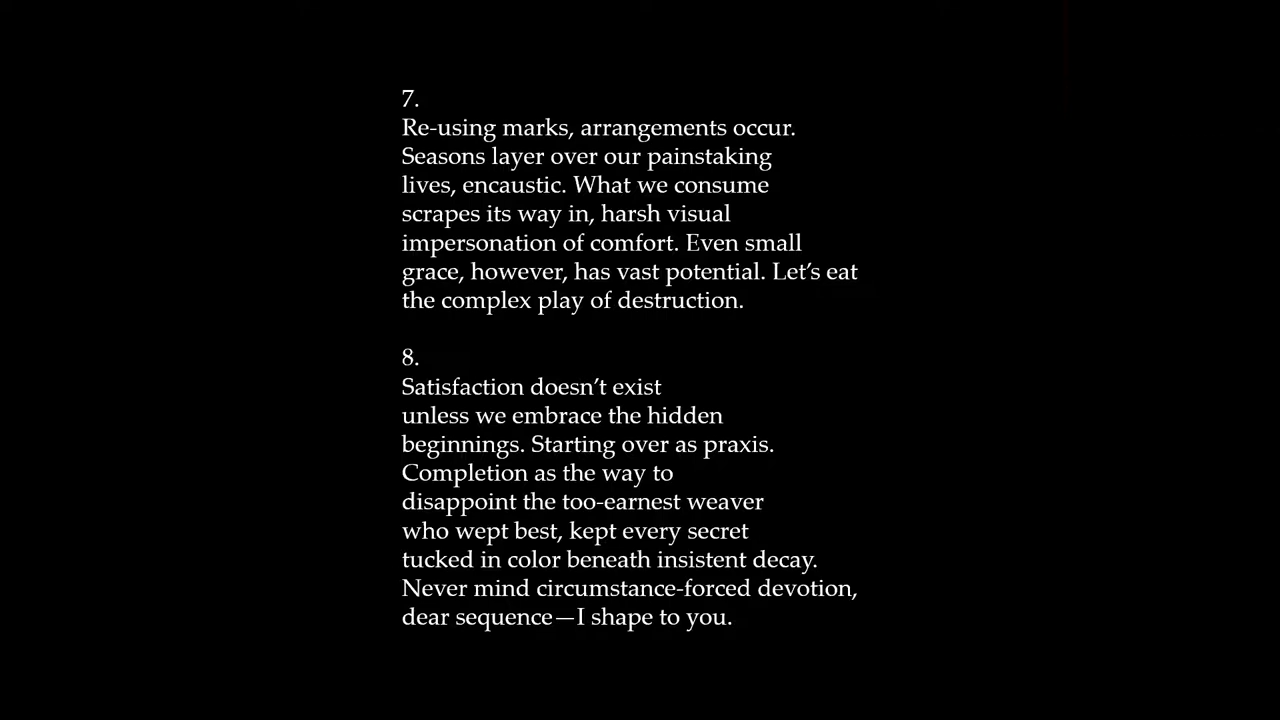 7.
Re-using marks, arrangements occur.
Seasons layer over our painstaking
lives, encaustic. What we consume
scrapes its way in, harsh visual
impersonation of comfort. Even small
grace, however, has vast potential. Let’s eat
the complex play of destruction.
8.
Satisfaction doesn’t exist
unless we embrace the hidden
beginnings. Starting over as praxis.
Completion as the way to
disappoint the too-earnest weaver
who wept best, kept every secret
tucked in color beneath insistent decay.
Never mind circumstance-forced devotion,
dear sequence—I shape to you.